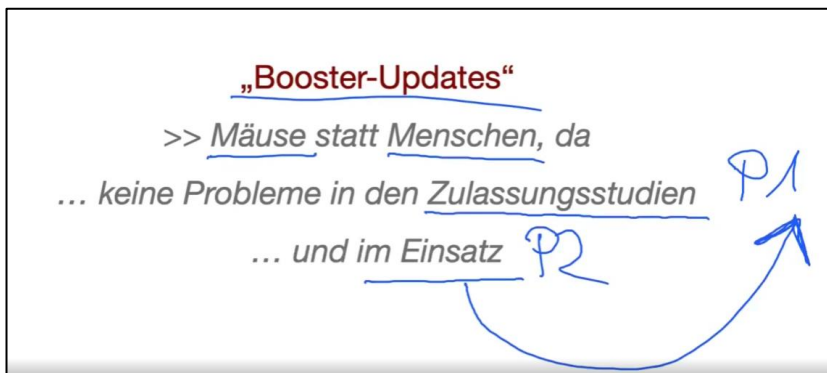 „Booster-Updates“
>> Mäuse statt Menschen, da
... keine Probleme in den Zulassungsstudien P1
... und im Einsatz P2